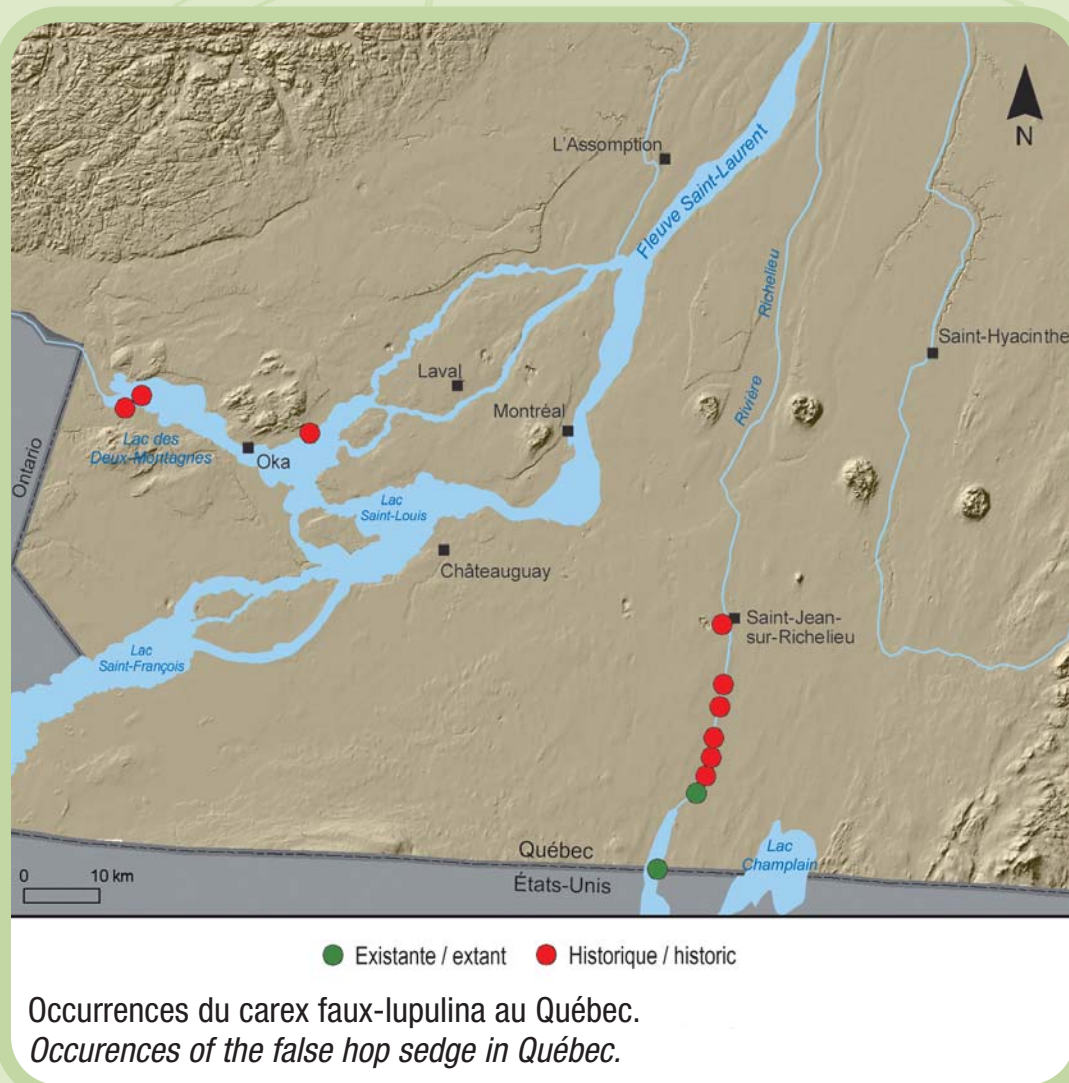 L'Assomption
N
Fleuve Saint-Laurent
Richelieu
Rivière
Saint-Hyacinthe
Laval
Montréal
Ontario
Lac des
Deux-Montagnes
Oka
Lac
Saint-Louis
Châteauguay
Saint-Jean-
sur-Richelieu
Lac
Saint-François
Québec
États-Unis
Lac
Champlain
0 10 km
Existante / extant Historique / historic
Occurrences du carex faux-lupulina au Québec.
Occurences of the false hop sedge in Québec.